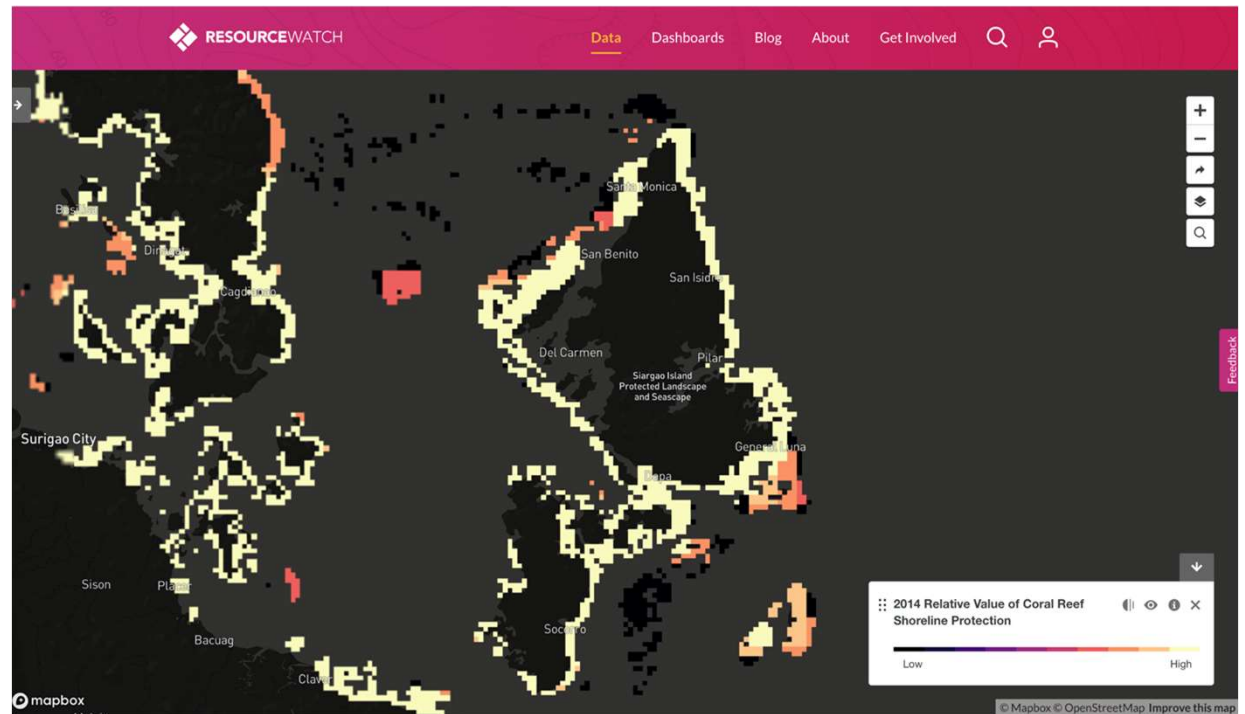 RESOURCEWATCH
Data
Dashboards
Blog
About
Get Involved
Santa Monica
San Benito
San Isidro
Cagdianao
Del Carmen
Pilar
Siargao Island
Protected Landscape
and Seascape
Surigao City
General Luna
Dapa
Sison
Placer
Bacuag
Socorro
Claver
Feedback
2014 Relative Value of Coral Reef
Shoreline Protection
Low
High
mapbox
© Mapbox © OpenStreetMap Improve this map